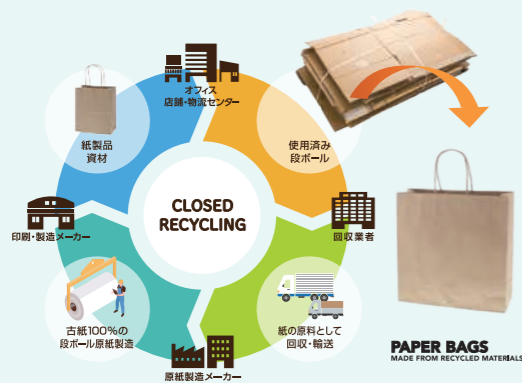 オフィス
店舗・物流センター
紙製品
資材
使用済み
段ボール
CLOSED
RECYCLING
印刷・製造メーカー
回収業者
古紙100%の
段ボール原紙製造
紙の原料として
回収・輸送
原紙製造メーカー
PAPER BAGS
MADE FROM RECYCLED MATERIALS